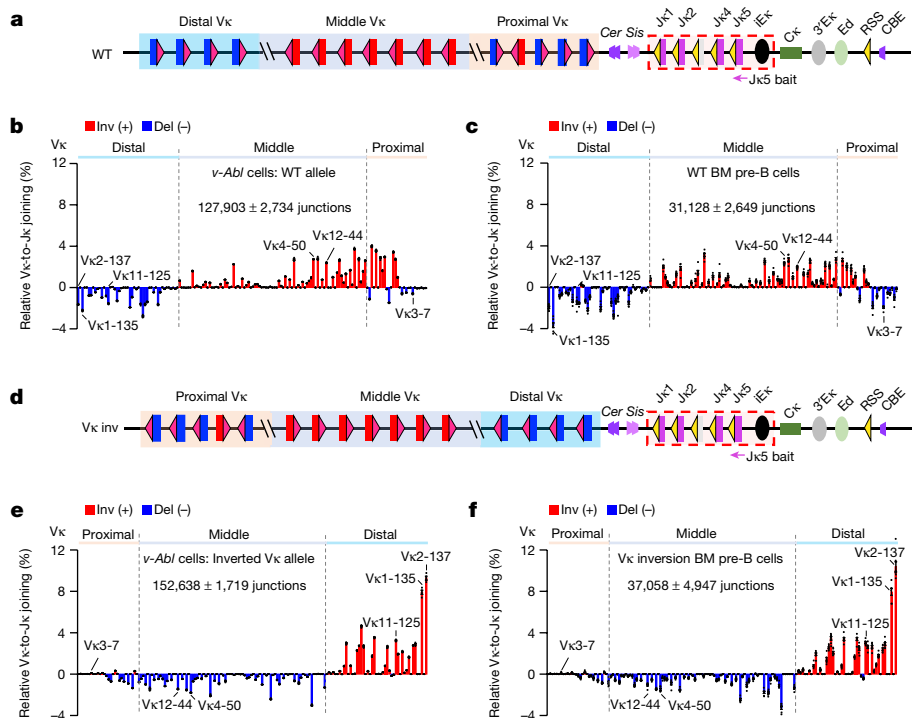 a
Distal Vκ Middle Vκ Proximal Vκ Cer Sis Jκ1 Jκ2 Jκ4 Jκ5 iEκ Cκ 3′Eκ Ed RSS CBE
WT
Jκ5 bait
b
Inv (+) Del (–)
Vκ
Distal Middle Proximal
Relative Vκ-to-Jκ joining (%)
12
8
4
0
–4
v-Abl cells: WT allele
127,903 ± 2,734 junctions
Vκ12-44
Vκ4-50
Vκ2-137
Vκ11-125
Vκ3-7
Vκ1-135
c
Inv (+) Del (–)
Vκ
Distal Middle Proximal
Relative Vκ-to-Jκ joining (%)
12
8
4
0
–4
WT BM pre-B cells
31,128 ± 2,649 junctions
Vκ12-44
Vκ4-50
Vκ2-137
Vκ11-125
Vκ3-7
Vκ1-135
d
Proximal Vκ Middle Vκ Distal Vκ Cer Sis Jκ1 Jκ2 Jκ4 Jκ5 iEκ Cκ 3′Eκ Ed RSS CBE
Vκ inv
Jκ5 bait
e
Inv (+) Del (–)
Vκ
Proximal Middle Distal
Relative Vκ-to-Jκ joining (%)
12
8
4
0
–4
v-Abl cells: Inverted Vκ allele
152,638 ± 1,719 junctions
Vκ2-137
Vκ1-135
Vκ11-125
Vκ3-7
Vκ12-44
Vκ4-50
f
Inv (+) Del (–)
Vκ
Proximal Middle Distal
Relative Vκ-to-Jκ joining (%)
12
8
4
0
–4
Vκ inversion BM pre-B cells
37,058 ± 4,947 junctions
Vκ2-137
Vκ1-135
Vκ11-125
Vκ3-7
Vκ12-44
Vκ4-50